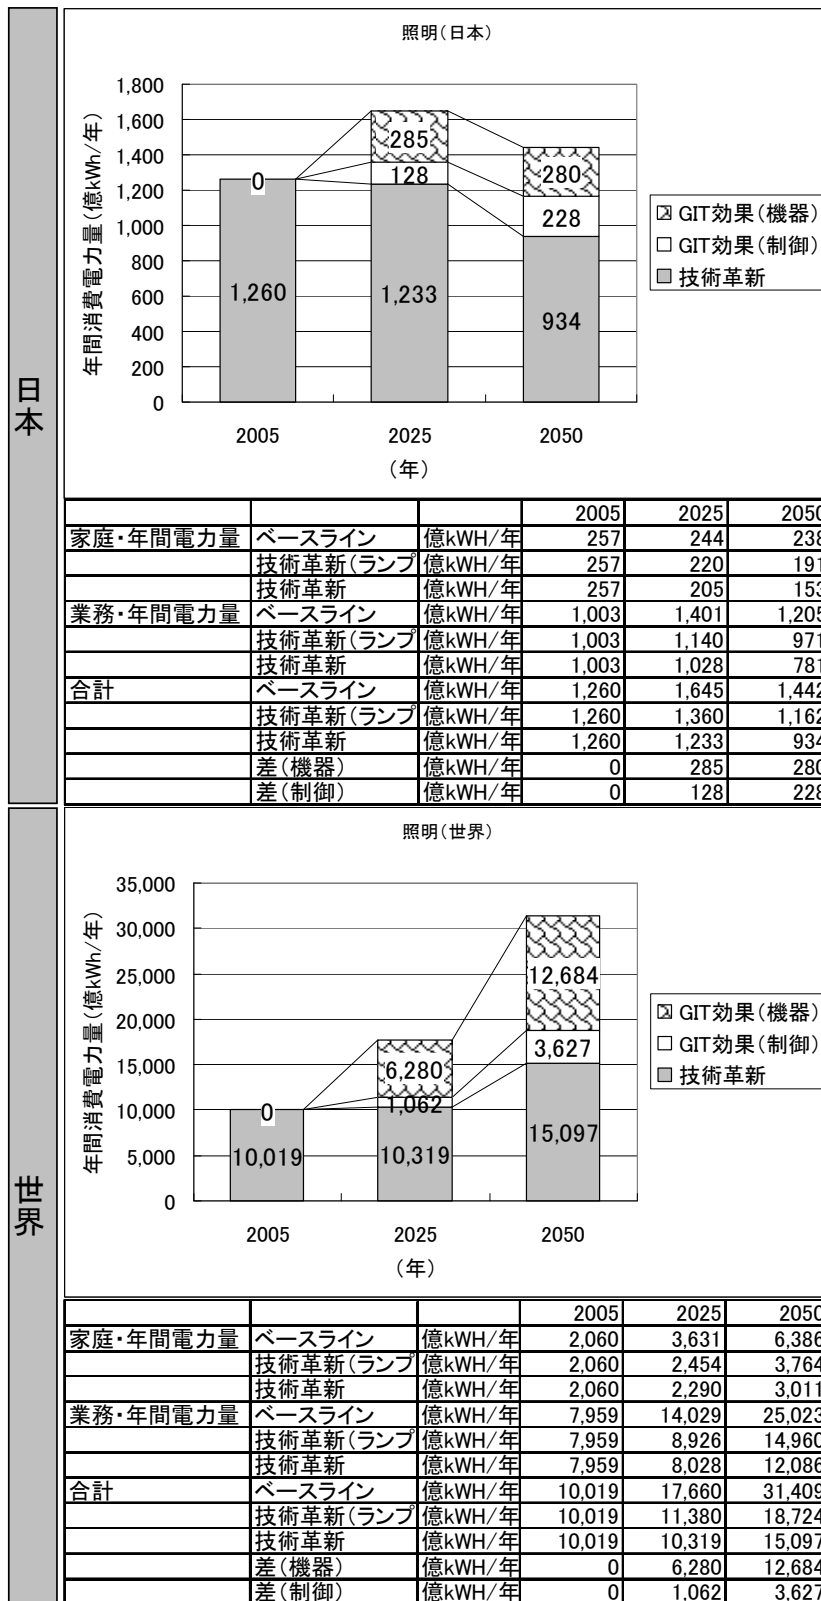 日本
照明(日本)
年間消費電力量(億kWh/年)
1,800
1,600
1,400
1,200
1,000
800
600
400
200
0
0
1,260
285
128
1,233
280
228
934
2005 2025 2050
(年)
GIT効果(機器)
GIT効果(制御)
技術革新
2005 2025 2050
家庭・年間電力量 ベースライン 億kWH/年 257 244 238
技術革新(ランプ 億kWH/年 257 220 191
技術革新 億kWH/年 257 205 153
業務・年間電力量 ベースライン 億kWH/年 1,003 1,401 1,205
技術革新(ランプ 億kWH/年 1,003 1,140 971
技術革新 億kWH/年 1,003 1,028 781
合計 ベースライン 億kWH/年 1,260 1,645 1,442
技術革新(ランプ 億kWH/年 1,260 1,360 1,162
技術革新 億kWH/年 1,260 1,233 934
差(機器) 億kWH/年 0 285 280
差(制御) 億kWH/年 0 128 228
世界
照明(世界)
年間消費電力量(億kWh/年)
35,000
30,000
25,000
20,000
15,000
10,000
5,000
0
0
10,019
6,280
1,062
10,319
12,684
3,627
15,097
2005 2025 2050
(年)
GIT効果(機器)
GIT効果(制御)
技術革新
2005 2025 2050
家庭・年間電力量 ベースライン 億kWH/年 2,060 3,631 6,386
技術革新(ランプ 億kWH/年 2,060 2,454 3,764
技術革新 億kWH/年 2,060 2,290 3,011
業務・年間電力量 ベースライン 億kWH/年 7,959 14,029 25,023
技術革新(ランプ 億kWH/年 7,959 8,926 14,960
技術革新 億kWH/年 7,959 8,028 12,086
合計 ベースライン 億kWH/年 10,019 17,660 31,409
技術革新(ランプ 億kWH/年 10,019 11,380 18,724
技術革新 億kWH/年 10,019 10,319 15,097
差(機器) 億kWH/年 0 6,280 12,684
差(制御) 億kWH/年 0 1,062 3,627